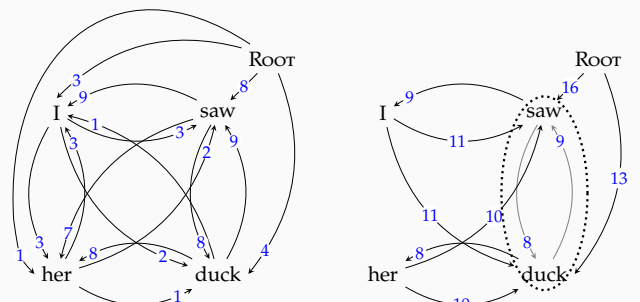 ROOT ROOT
3
9 8 9 16
I saw I saw
1 3
3 2 9 11 9
13
11 10
7
3 8 4 8
1 8 2 8
her duck her duck
1 10